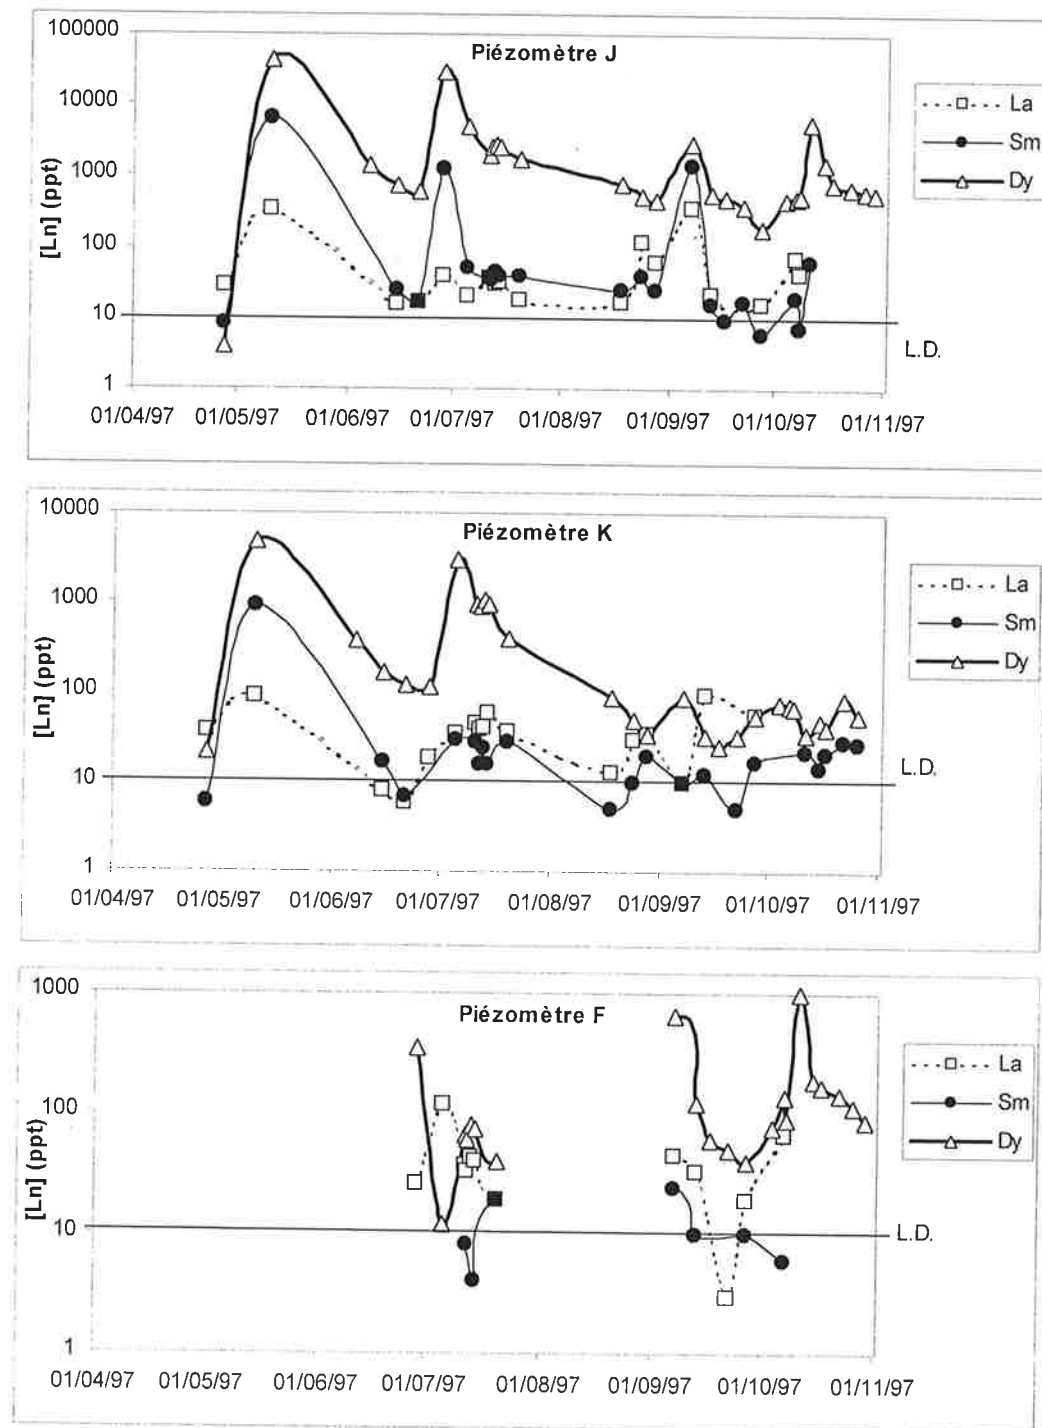 Piézomètre J
100000
10000
1000
100
10
1
[Ln] (ppt)
La
Sm
Dy
L.D.
01/04/97 01/05/97 01/06/97 01/07/97 01/08/97 01/09/97 01/10/97 01/11/97
Piézomètre K
10000
1000
100
10
1
[Ln] (ppt)
La
Sm
Dy
L.D.
01/04/97 01/05/97 01/06/97 01/07/97 01/08/97 01/09/97 01/10/97 01/11/97
Piézomètre F
1000
100
10
1
[Ln] (ppt)
La
Sm
Dy
L.D.
01/04/97 01/05/97 01/06/97 01/07/97 01/08/97 01/09/97 01/10/97 01/11/97